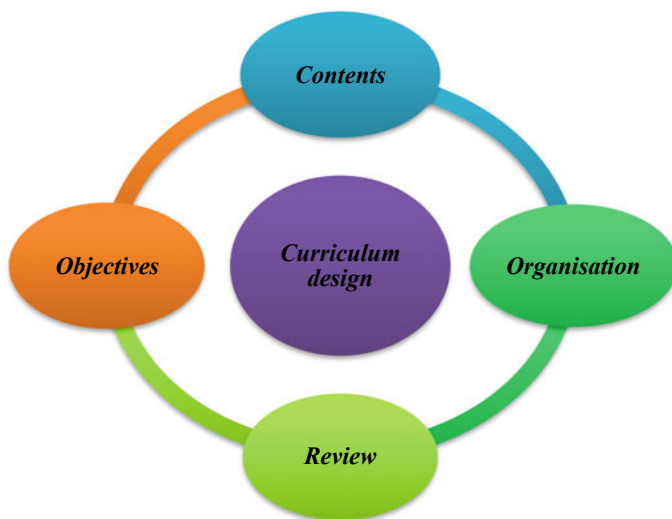 Contents
Objectives
Curriculum
design
Organisation
Review